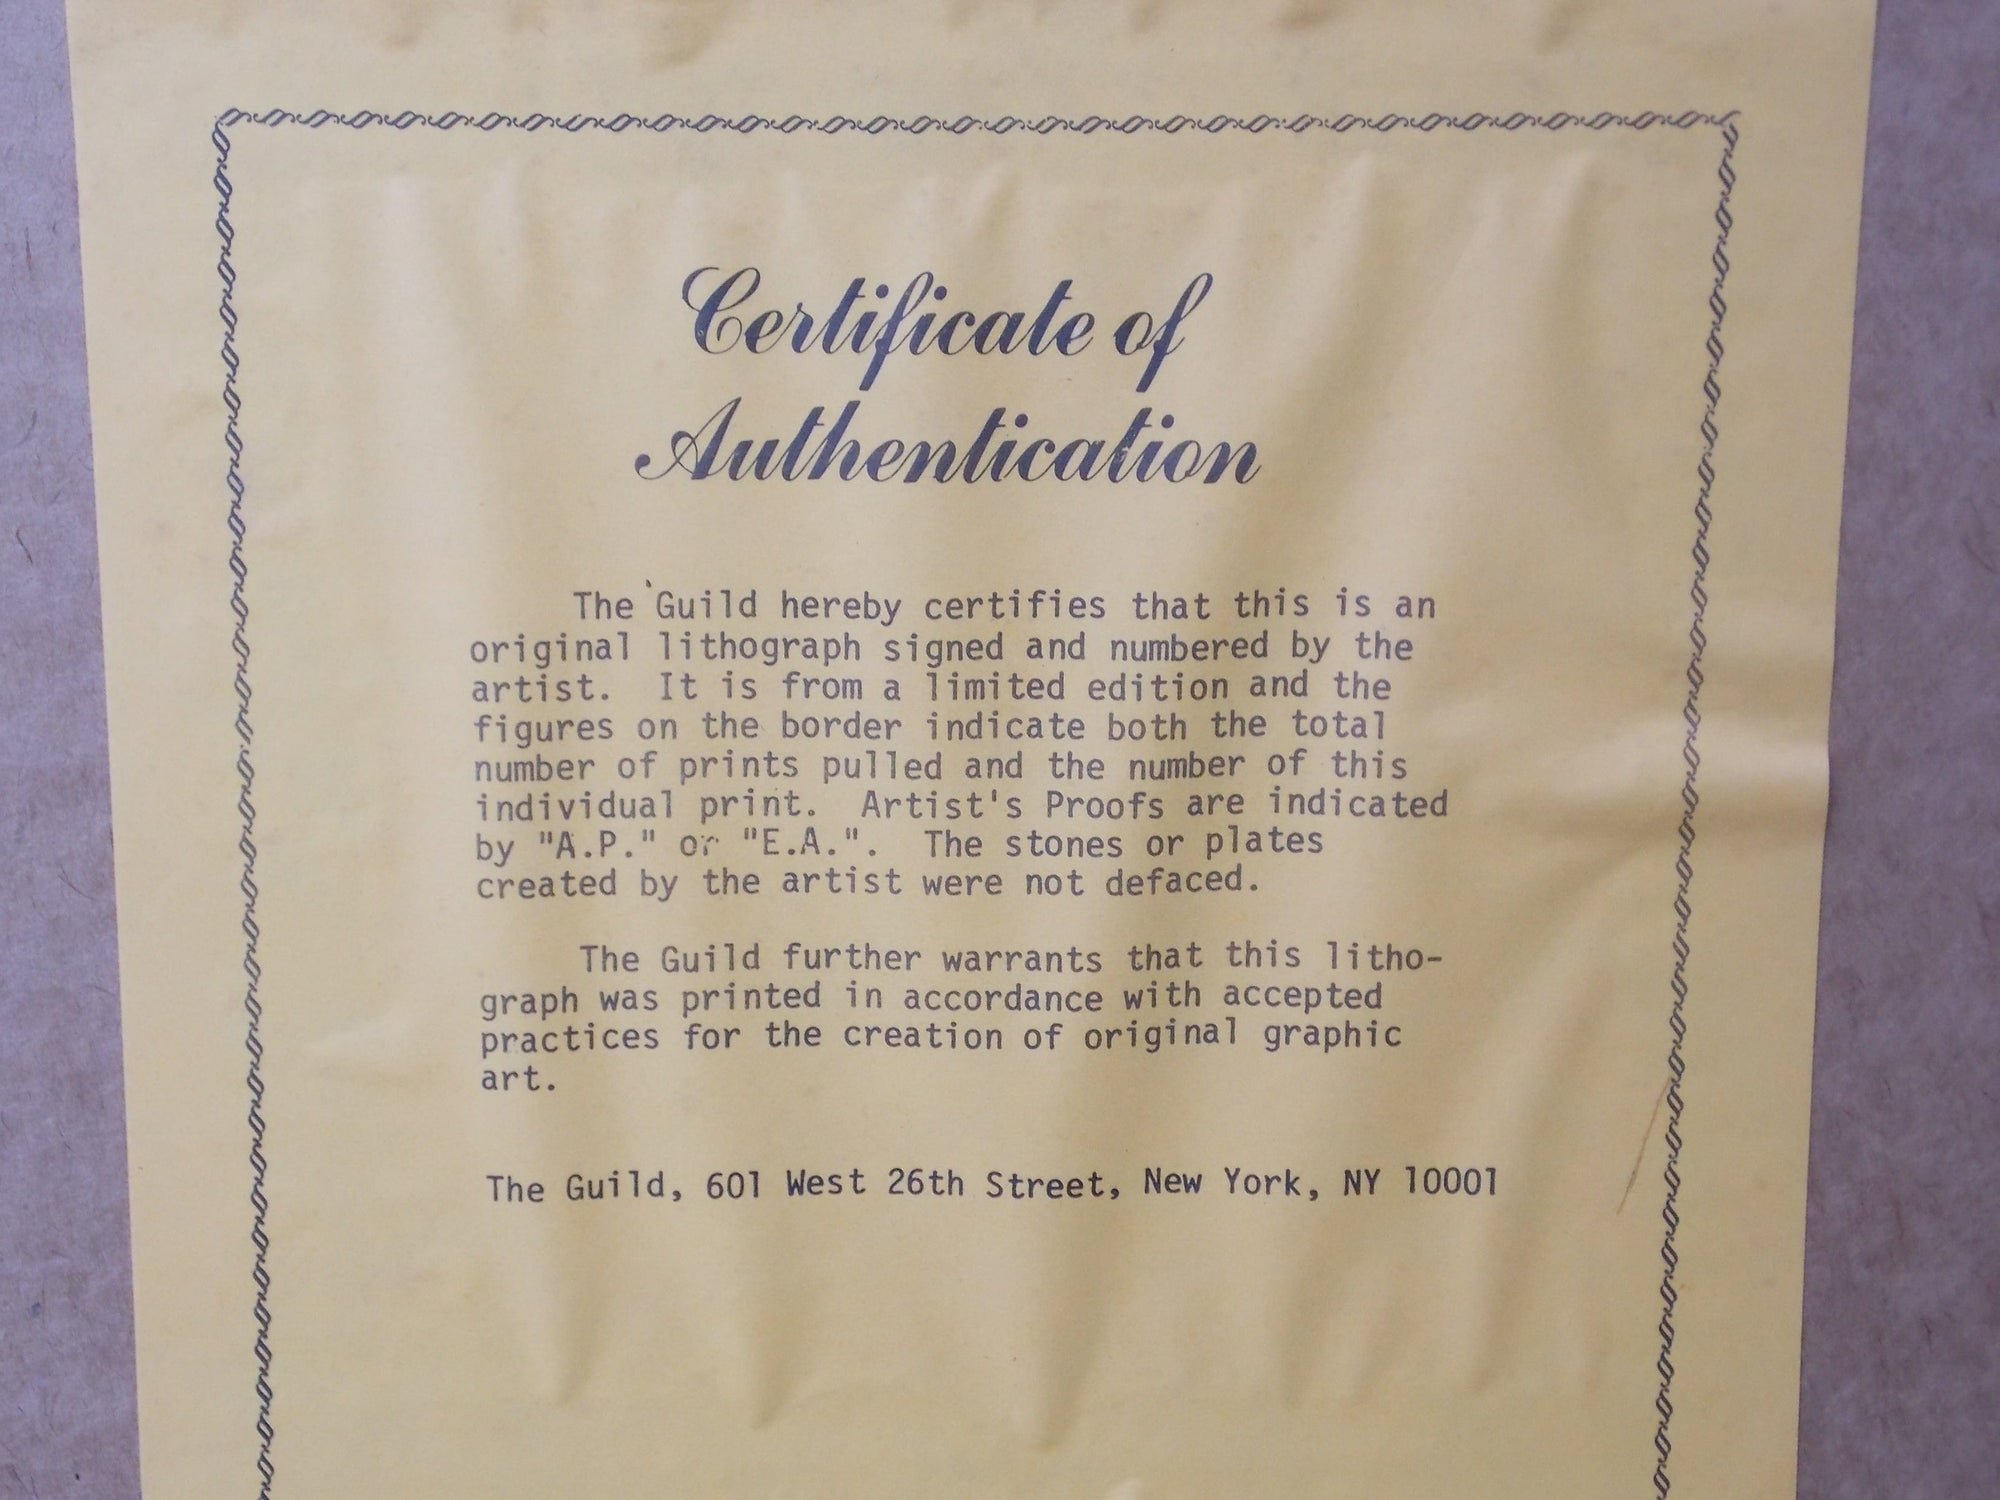 Certificate of
Authentication
The Guild hereby certifies that this is an
original lithograph signed and numbered by the
artist. It is from a limited edition and the
figures on the border indicate both the total
number of prints pulled and the number of this
individual print. Artist's Proofs are indicated
by "A.P." or "E.A.". The stones or plates
created by the artist were not defaced.
The Guild further warrants that this litho-
graph was printed in accordance with accepted
practices for the creation of original graphic
art.
The Guild, 601 West 26th Street, New York, NY 10001